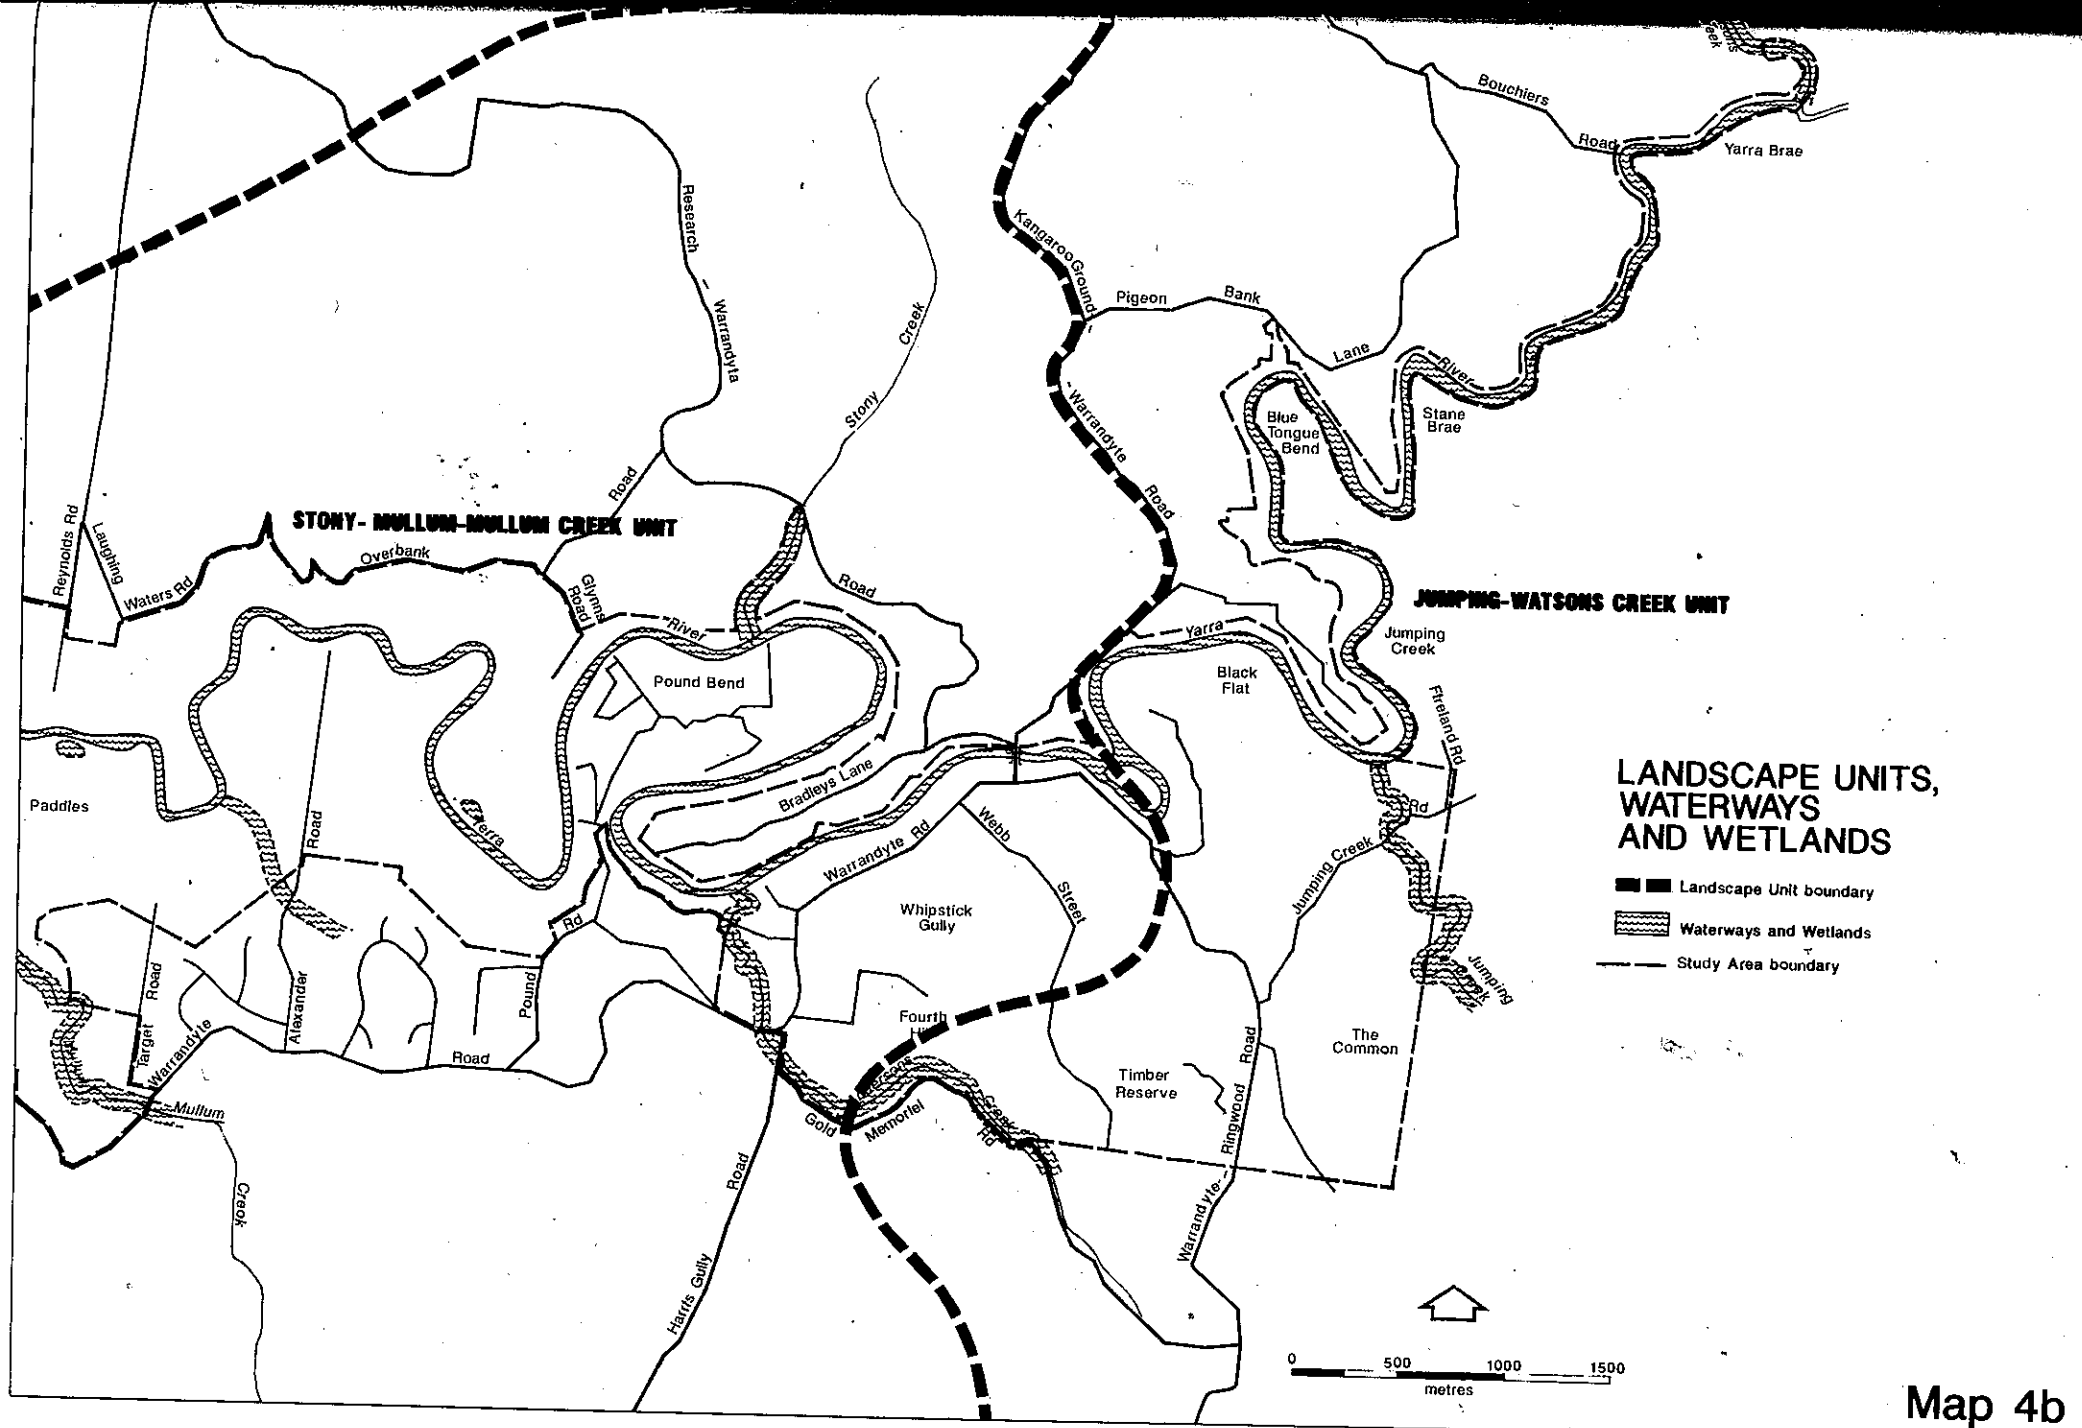 Bouchiers
Road
Yarra Brae
Research
-
Warrandyta
Kangaroo Ground
-
Warrandyte
Road
Pigeon
Bank
Lane
Creek
Stony
River
Stane
Brae
Blue
Tongue
Bend
Road
STONY- MULLUM-MULLUM CREEK UNIT
Reynolds Rd
Laughing
Waters Rd
Overbank
Glynns
Road
Road
JUMPING-WATSONS CREEK UNIT
River
Yarra
Jumping
Creek
Pound Bend
Black
Flat
Bradleys Lane
Paddles
Road
Warrandyte Rd
Webb
Street
Rd
Jumping Creek
Whipstick
Gully
Rd
LANDSCAPE UNITS,
WATERWAYS
AND WETLANDS
Landscape Unit boundary
Waterways and Wetlands
Study Area boundary
Road
Target
Alexander
Pound
Warrandyte
Road
Fourth
Jumping
Creek
The
Common
Timber
Reserve
Road
Ringwood
Warrandyte-
Mullum
Creok
Gold
Memoriel
Creek
Rd
Road
Harris Gully
0 500 1000 1500
metres
Map 4b